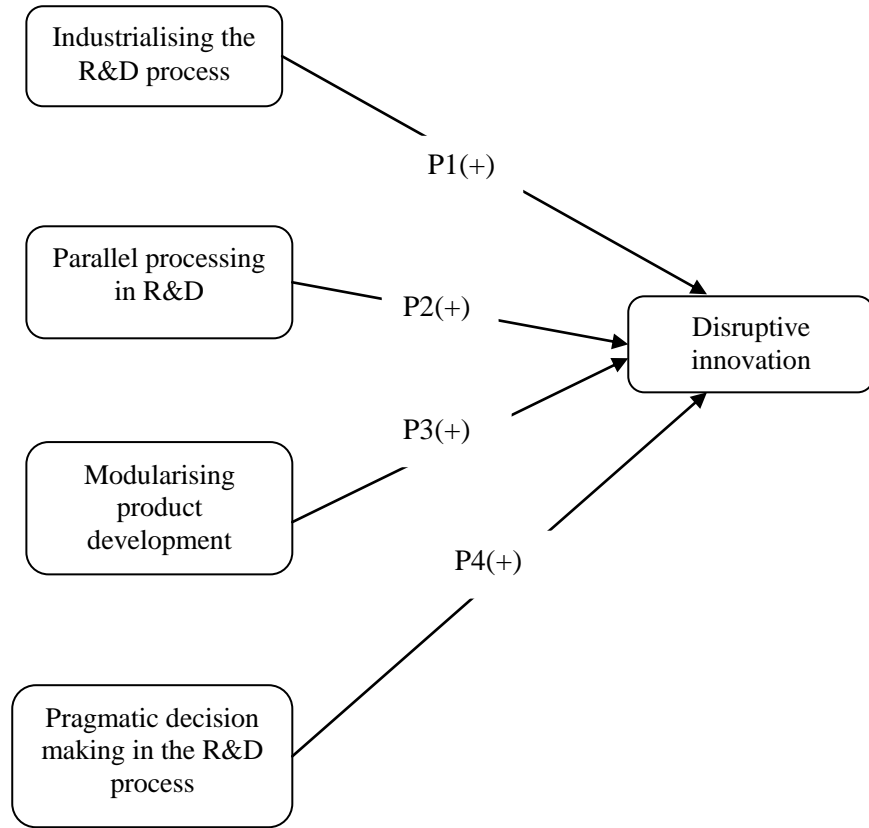 Industrialising the
R&D process
P1(+)
Parallel processing
in R&D
P2(+)
Disruptive
innovation
P3(+)
Modularising
product
development
P4(+)
Pragmatic decision
making in the R&D
process